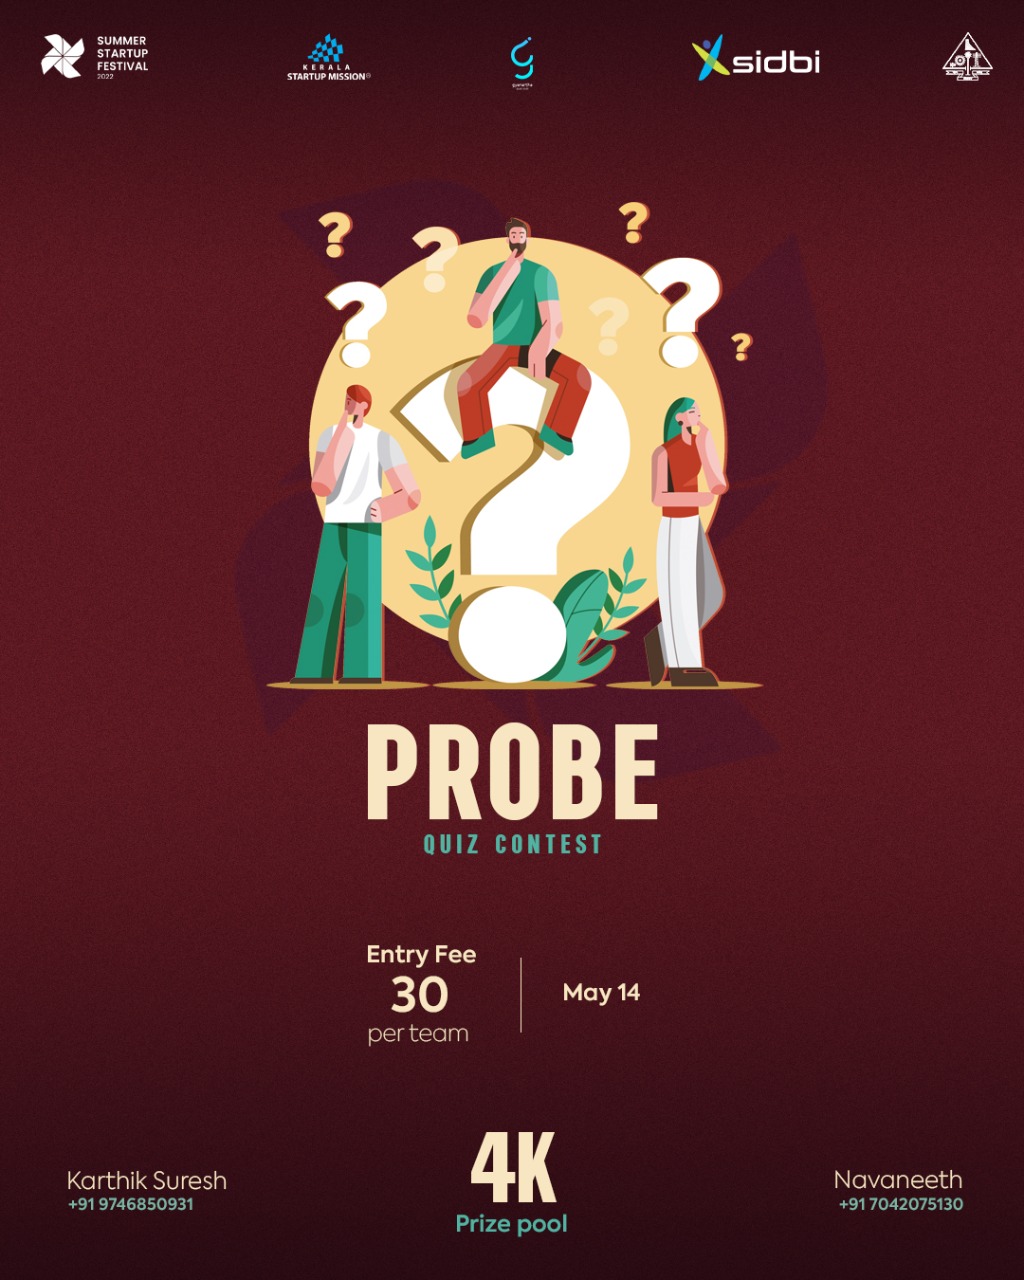 SUMMER
STARTUP
FESTIVAL
2022
KERALA
STARTUP MISSION
sidbi
?
?
?
?
?
?
?
?
?
PROBE
QUIZ CONTEST
Entry Fee
30
per team
May 14
4K
Prize pool
Karthik Suresh
+91 9746850931
Navaneeth
+91 7042075130